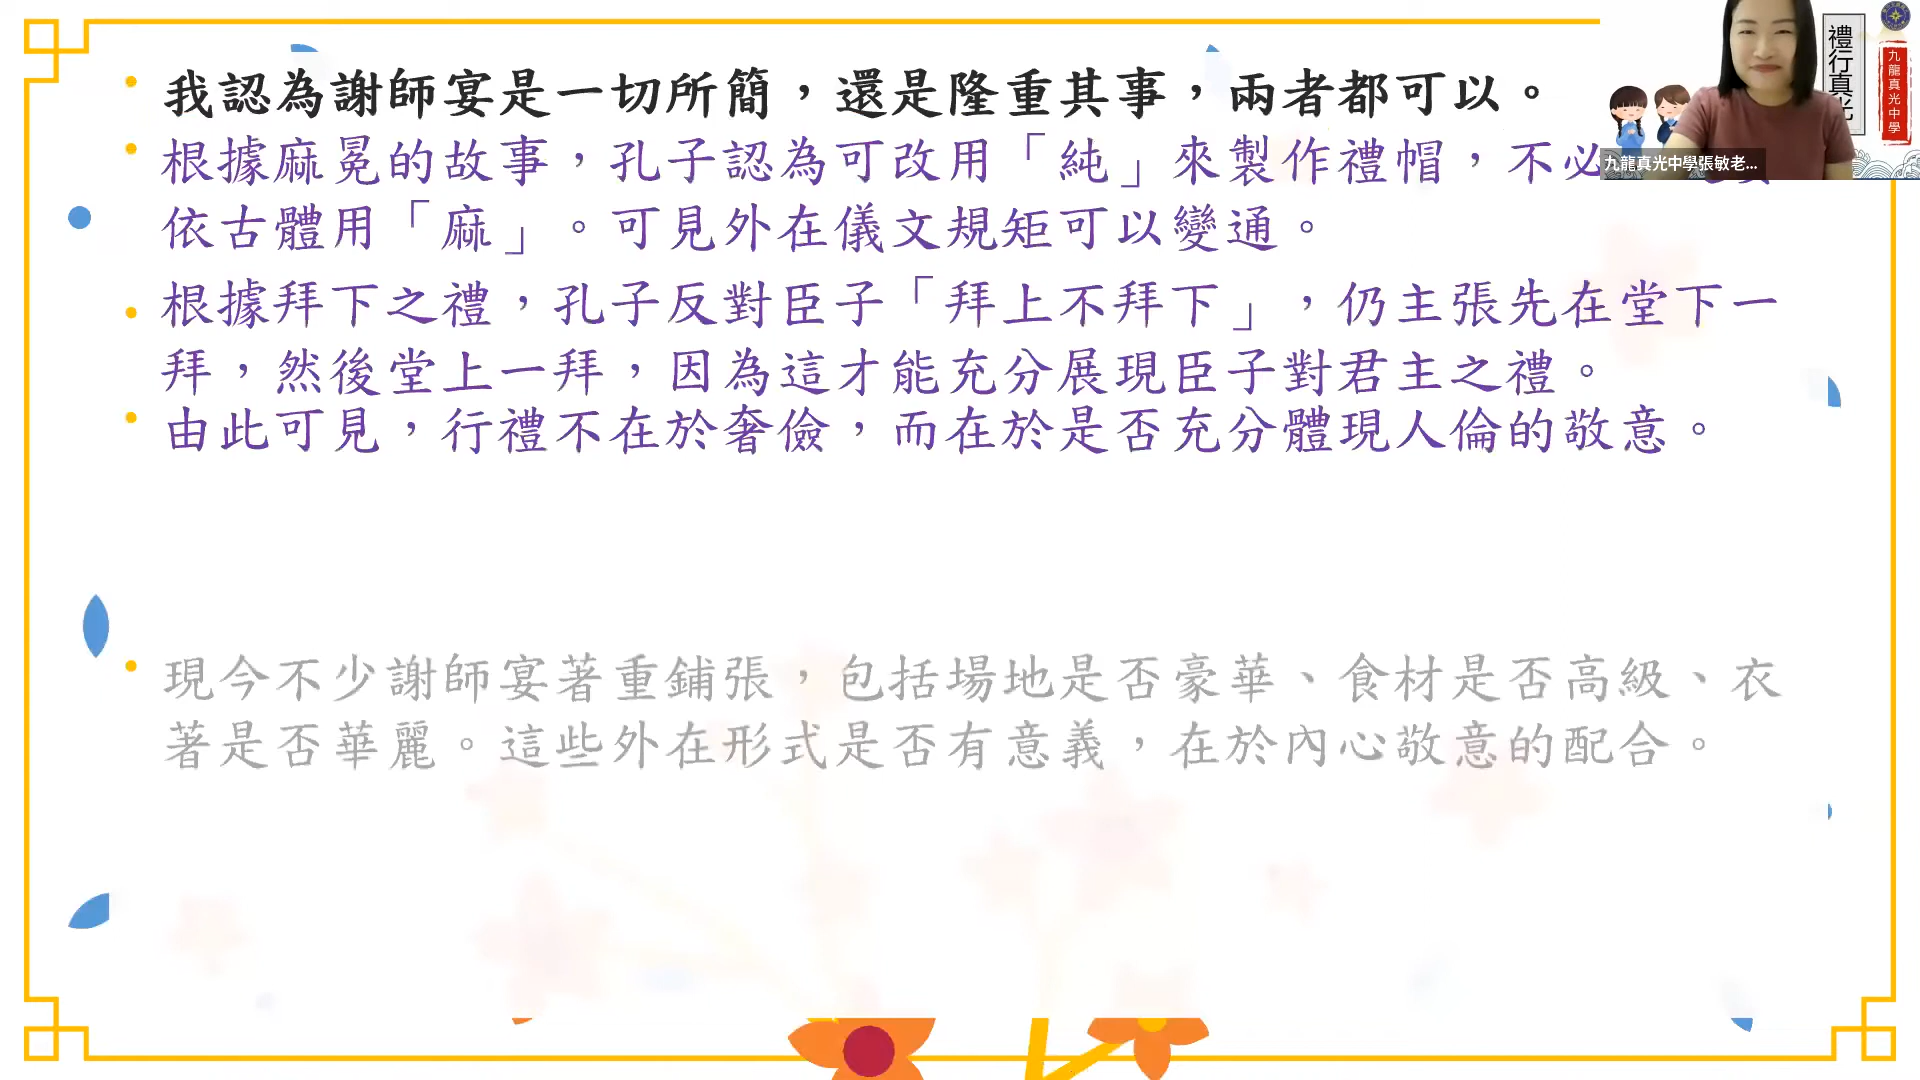 我認為謝師宴是一切所簡，還是隆重其事，兩者都可以。
根據麻冕的故事，孔子認為可改用「純」來製作禮帽，不必
依古體用「麻」。可見外在儀文規矩可以變通。
根據拜下之禮，孔子反對臣子「拜上不拜下」，仍主張先在堂下一
拜，然後堂上一拜，因為這才能充分展現臣子對君主之禮。
由此可見，行禮不在於奢儉，而在於是否充分體現人倫的敬意。
現今不少謝師宴著重鋪張，包括場地是否豪華、食材是否高級、衣
著是否華麗。這些外在形式是否有意義，在於內心敬意的配合。
禮行真光
九龍真光中學
九龍真光中學張敏老...